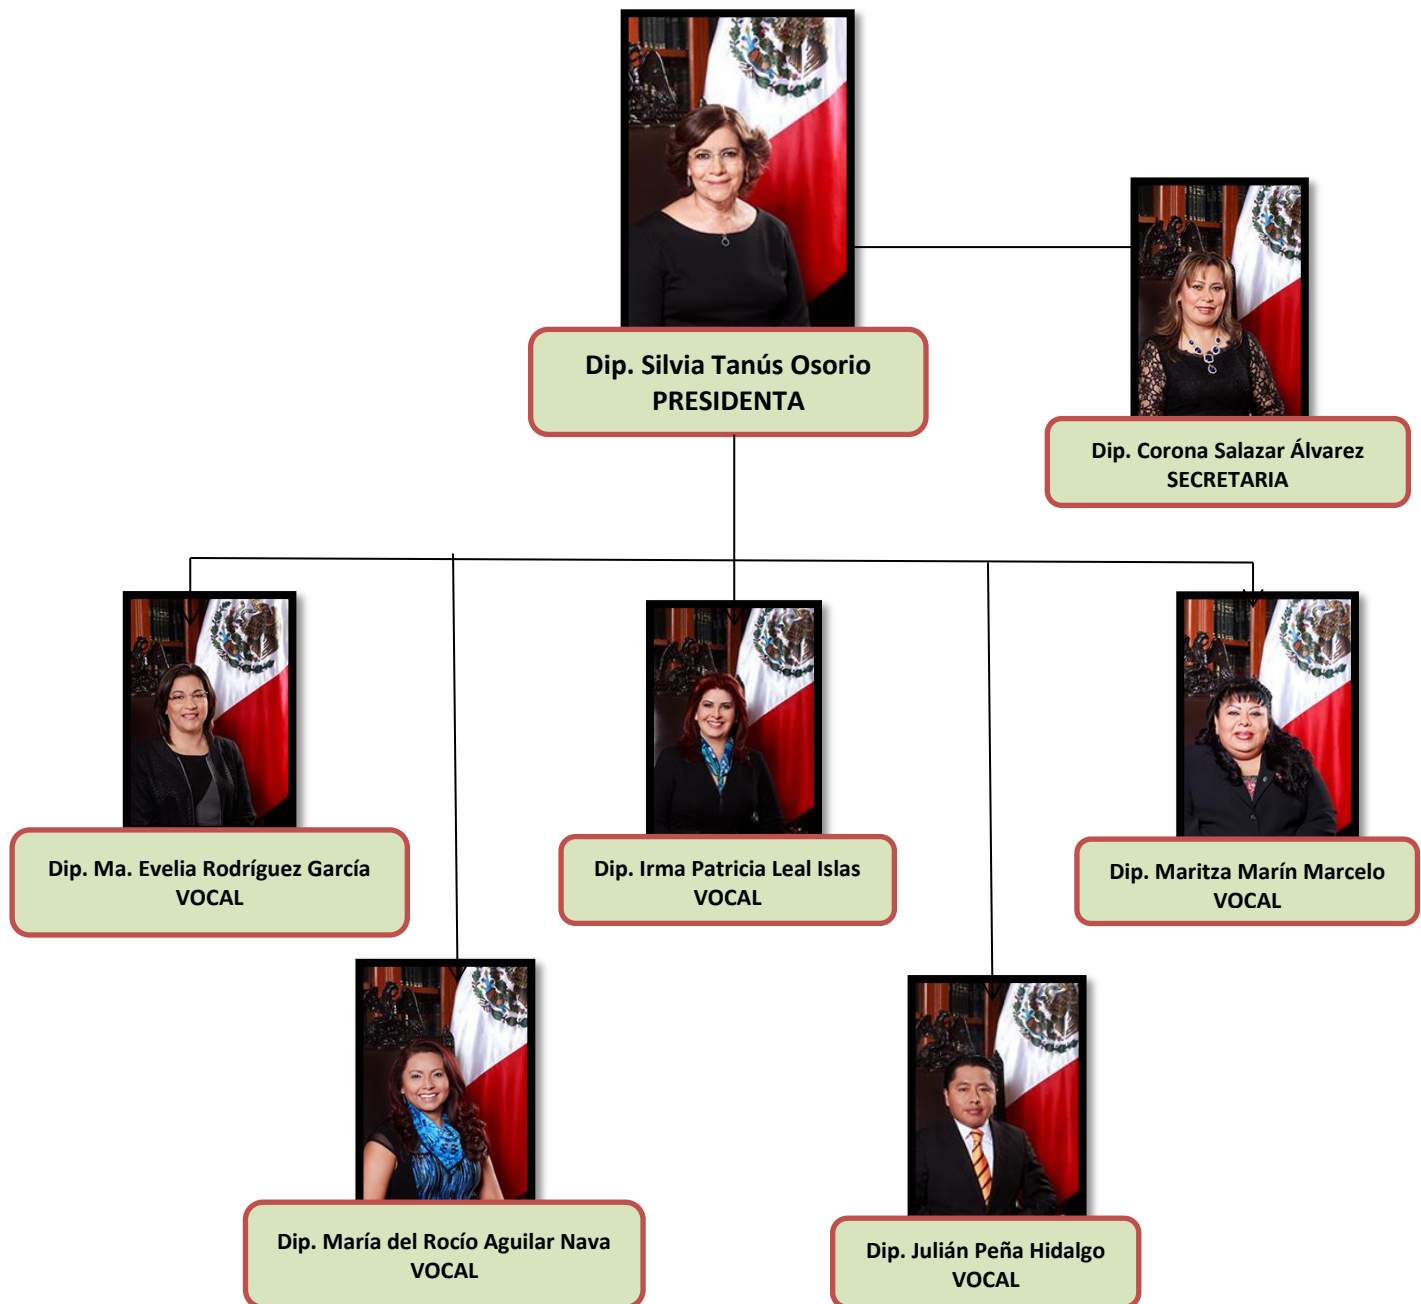 Dip. Silvia Tanús Osorio
PRESIDENTA
Dip. Corona Salazar Álvarez
SECRETARIA
Dip. Ma. Evelia Rodríguez García
VOCAL
Dip. Irma Patricia Leal Islas
VOCAL
Dip. Maritza Marín Marcelo
VOCAL
Dip. María del Rocío Aguilar Nava
VOCAL
Dip. Julián Peña Hidalgo
VOCAL